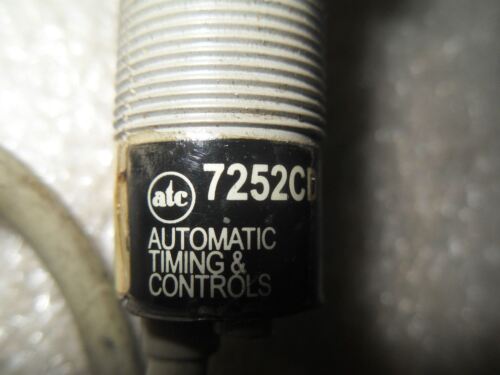 atc 7252C
AUTOMATIC
TIMING &
CONTROLS